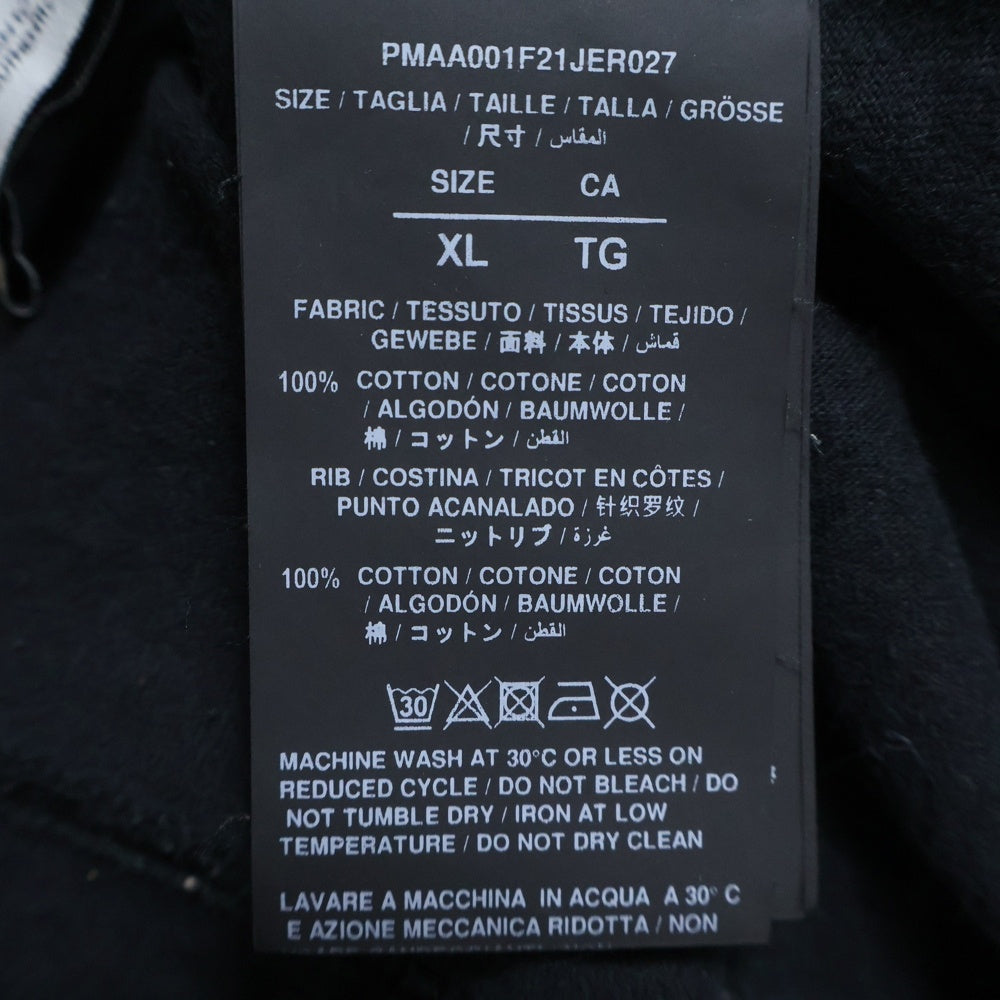 PMAA001F21JER027
SIZE / TAGLIA / TAILLE / TALLA / GRÖSSE
/ 尺寸 / المقاس
SIZE CA
XL TG
FABRIC / TESSUTO / TISSUS / TEJIDO /
GEWEBE / 面料 / 本体 / قماش
100% COTTON / COTONE / COTON
/ ALGODÓN / BAUMWOLLE /
棉 / コットン / القطن
RIB / COSTINA / TRICOT EN CÔTES /
PUNTO ACANALADO / 针织罗纹 /
ニットリブ / غرزة
100% COTTON / COTONE / COTON
/ ALGODÓN / BAUMWOLLE /
棉 / コットン / القطن
30
MACHINE WASH AT 30°C OR LESS ON
REDUCED CYCLE / DO NOT BLEACH / DO
NOT TUMBLE DRY / IRON AT LOW
TEMPERATURE / DO NOT DRY CLEAN
LAVARE A MACCHINA IN ACQUA A 30° C
E AZIONE MECCANICA RIDOTTA / NON